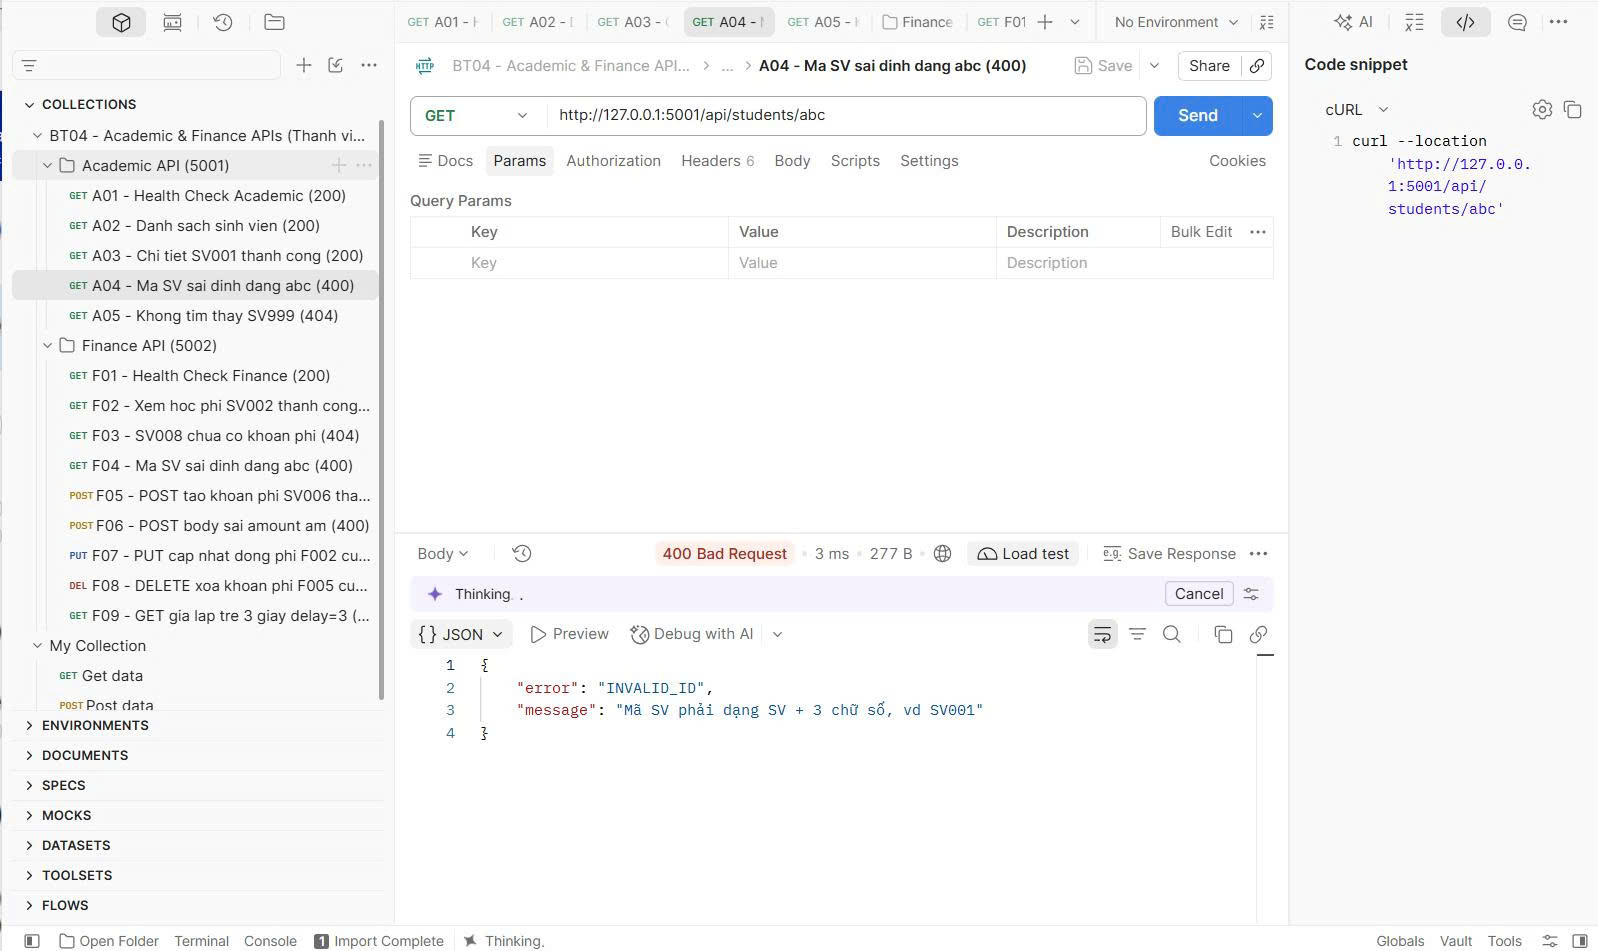 GET A01 -
GET A02 -
GET A03 -
GET A04 -
GET A05 -
Finance
GET F01
No Environment
AI
COLLECTIONS
BT04 - Academic & Finance APIs (Thanh vi...
Academic API (5001)
GET A01 - Health Check Academic (200)
GET A02 - Danh sach sinh vien (200)
GET A03 - Chi tiet SV001 thanh cong (200)
GET A04 - Ma SV sai dinh dang abc (400)
GET A05 - Khong tim thay SV999 (404)
Finance API (5002)
GET F01 - Health Check Finance (200)
GET F02 - Xem hoc phi SV002 thanh cong...
GET F03 - SV008 chua co khoan phi (404)
GET F04 - Ma SV sai dinh dang abc (400)
POST F05 - POST tao khoan phi SV006 tha...
POST F06 - POST body sai amount am (400)
PUT F07 - PUT cap nhat dong phi F002 cu...
DEL F08 - DELETE xoa khoan phi F005 cu...
GET F09 - GET gia lap tre 3 giay delay=3 (...
My Collection
GET Get data
POST Post data
ENVIRONMENTS
DOCUMENTS
SPECS
MOCKS
DATASETS
TOOLSETS
FLOWS
HTTP BT04 - Academic & Finance API... > ... > A04 - Ma SV sai dinh dang abc (400)
Save
Share
GET http://127.0.0.1:5001/api/students/abc
Send
Docs Params Authorization Headers 6 Body Scripts Settings Cookies
Query Params
Key Value Description Bulk Edit
Key Value Description
Body 400 Bad Request • 3 ms • 277 B Load test e.g. Save Response
Thinking. .
Cancel
{} JSON Preview Debug with AI
1 {
2 "error": "INVALID_ID",
3 "message": "Mã SV phải dạng SV + 3 chữ số, vd SV001"
4 }
Code snippet
cURL
1 curl --location
'http://127.0.0.
1:5001/api/
students/abc'
Open Folder Terminal Console 1 Import Complete Thinking. Globals Vault Tools